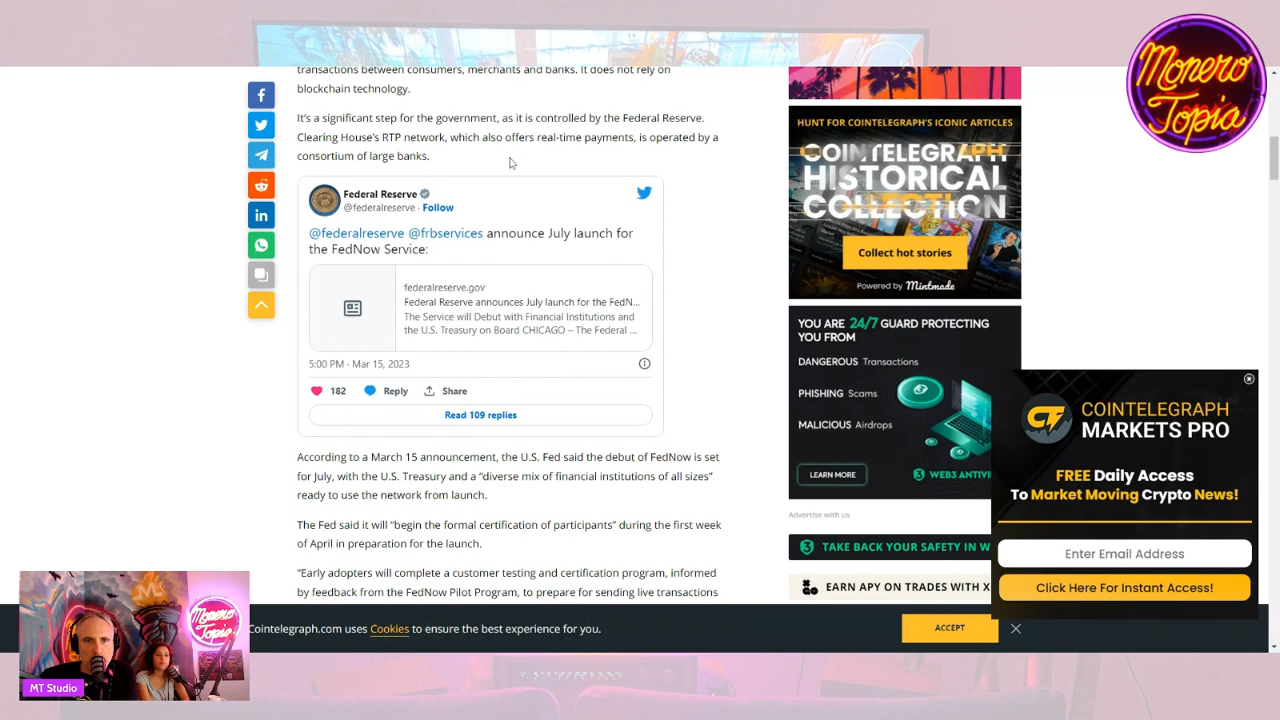 transactions between consumers, merchants and banks. It does not rely on
blockchain technology.
It's a significant step for the government, as it is controlled by the Federal Reserve.
Clearing House's RTP network, which also offers real-time payments, is operated by a
consortium of large banks.
Federal Reserve
@federalreserve · Follow
@federalreserve @frbservices announce July launch for
the FedNow Service:
federalreserve.gov
Federal Reserve announces July launch for the FedN...
The Service will Debut with Financial Institutions and
the U.S. Treasury on Board CHICAGO – The Federal ...
5:00 PM · Mar 15, 2023
182 Reply Share
Read 109 replies
According to a March 15 announcement, the U.S. Fed said the debut of FedNow is set
for July, with the U.S. Treasury and a “diverse mix of financial institutions of all sizes”
ready to use the network from launch.
The Fed said it will “begin the formal certification of participants” during the first week
of April in preparation for the launch.
“Early adopters will complete a customer testing and certification program, informed
by feedback from the FedNow Pilot Program, to prepare for sending live transactions
HUNT FOR COINTELEGRAPH'S ICONIC ARTICLES
COINTELEGRAPH
HISTORICAL
COLLECTION
Collect hot stories
Powered by Mintmade
YOU ARE 24/7 GUARD PROTECTING
YOU FROM
DANGEROUS Transactions
PHISHING Scams
MALICIOUS Airdrops
LEARN MORE
WEB3 ANTIVI
Advertise with us
TAKE BACK YOUR SAFETY IN W
EARN APY ON TRADES WITH X
COINTELEGRAPH
MARKETS PRO
FREE Daily Access
To Market Moving Crypto News!
Enter Email Address
Click Here For Instant Access!
Cointelegraph.com uses Cookies to ensure the best experience for you.
ACCEPT
Monero
Topia
Monero
Topia
MT Studio